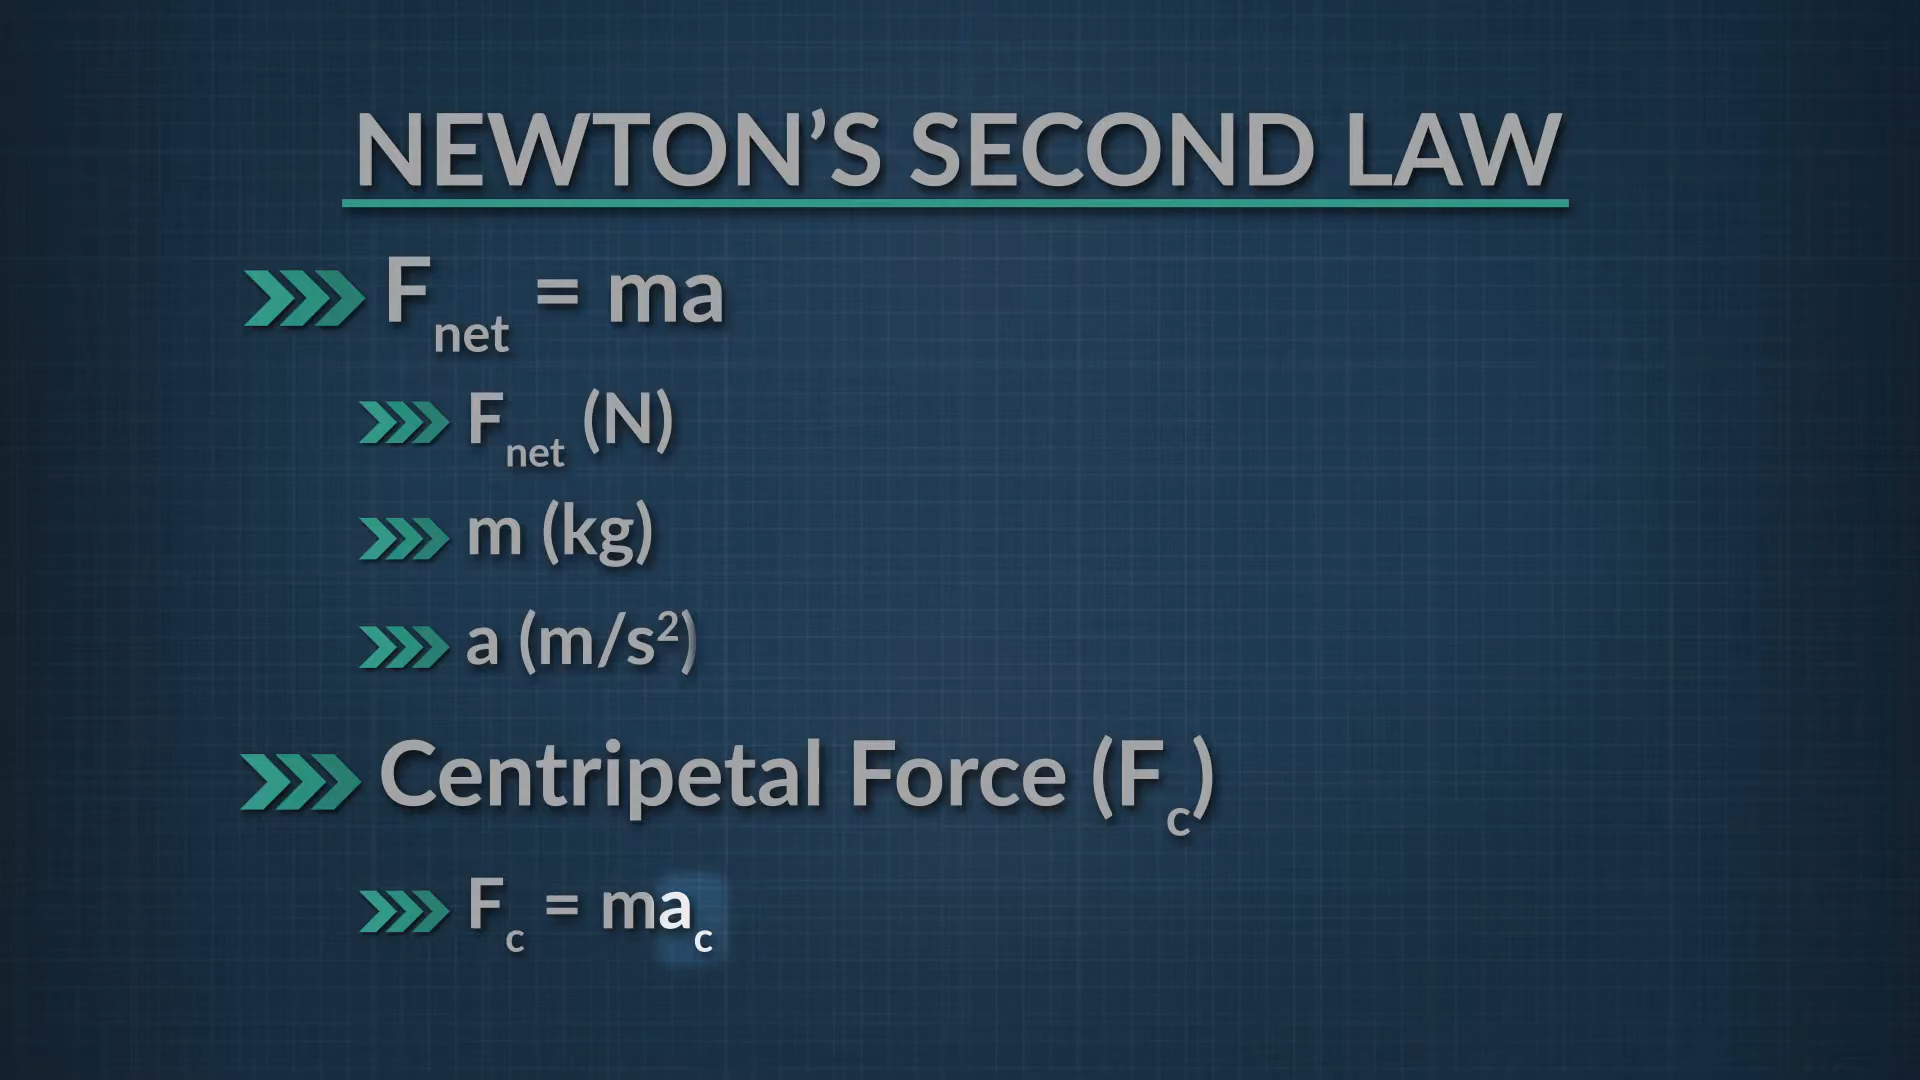 NEWTON’S SECOND LAW
Fnet = ma
Fnet (N)
m (kg)
a (m/s²)
Centripetal Force (Fc)
Fc = mac